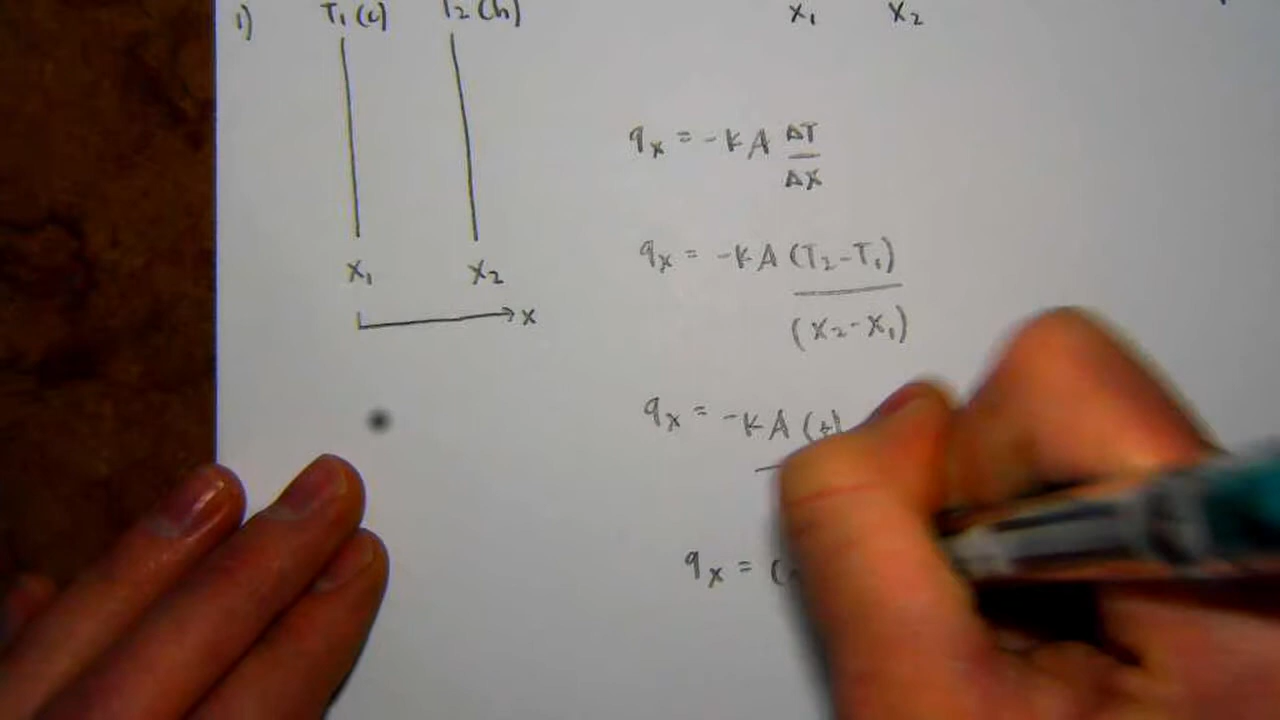 1) T₁(c) T₂(h)
x₁ x₂
qₓ = -kA ΔT
Δx
qₓ = -kA (T₂-T₁)
(x₂-x₁)
x₁ x₂
x
qₓ = -kA (+)
qₓ = (